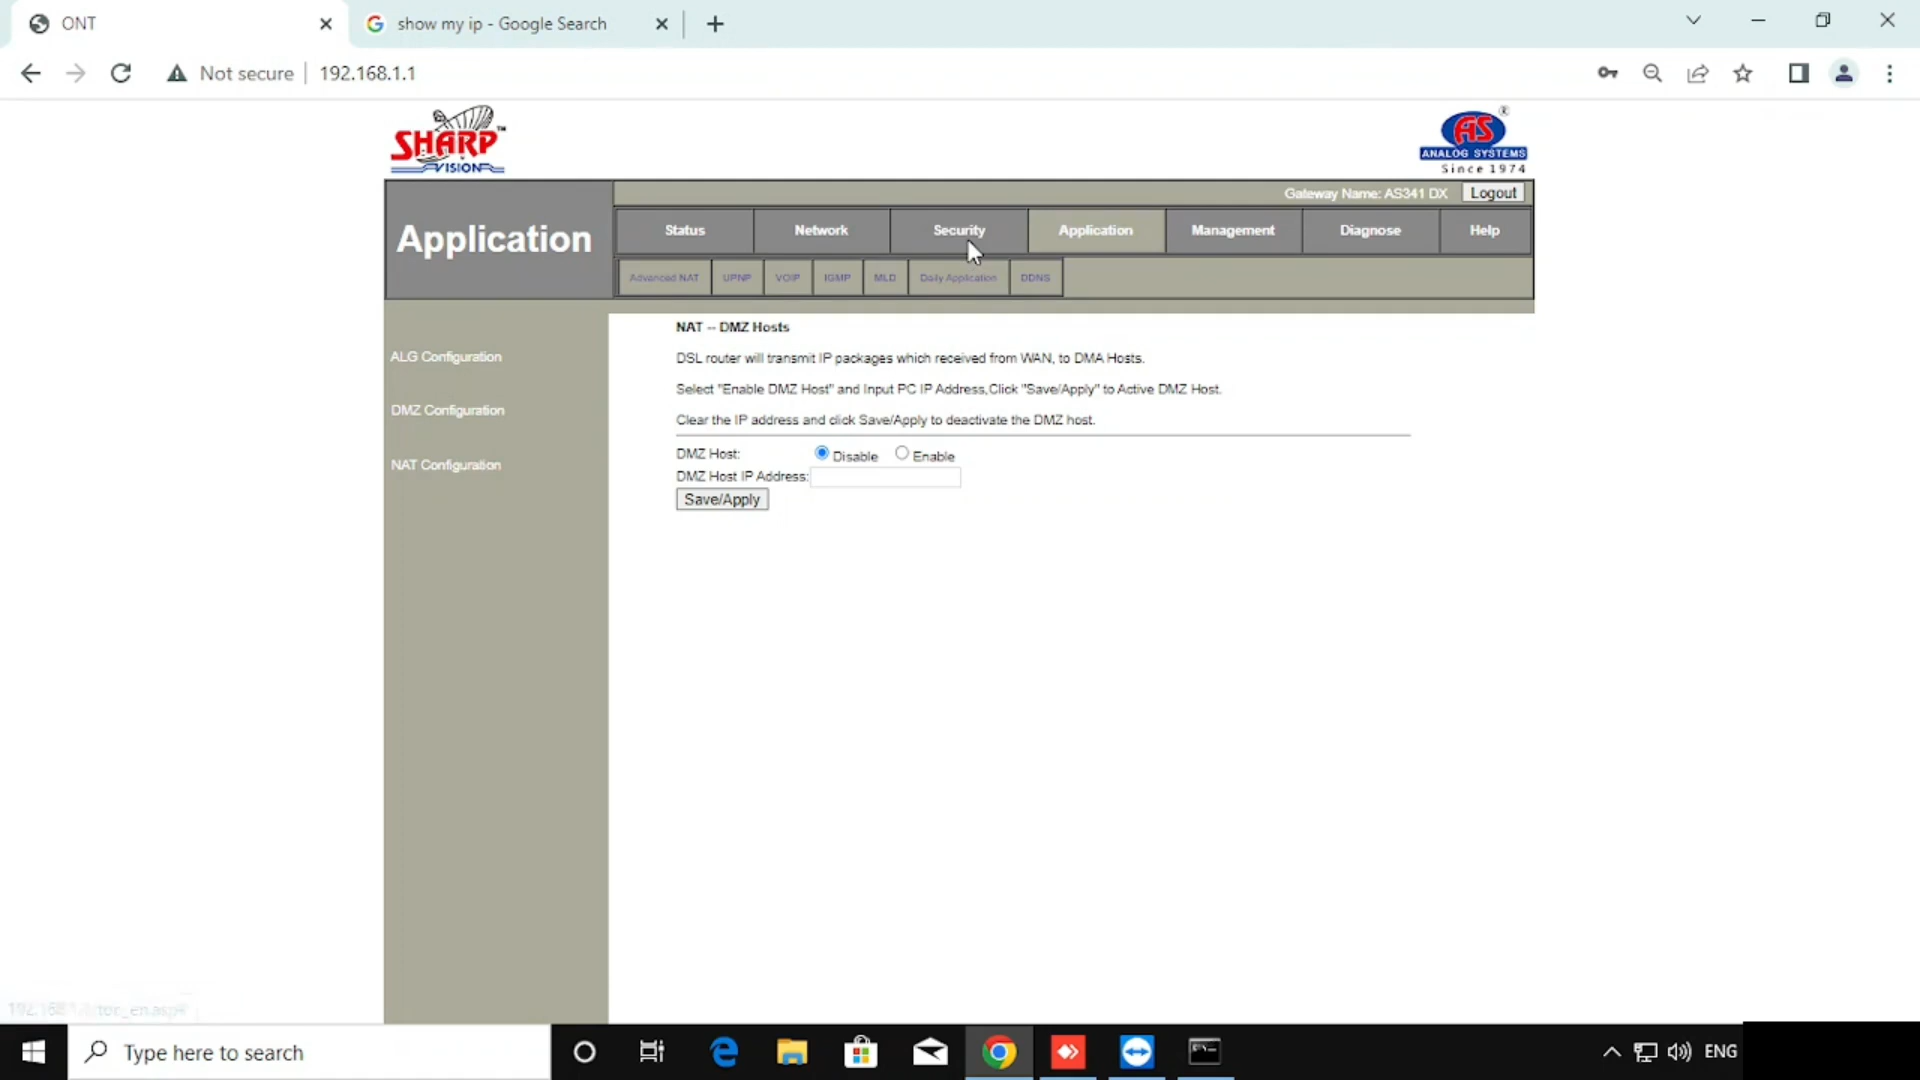 ONT
show my ip - Google Search
Not secure
192.168.1.1
SHARP™
VISION
AS®
ANALOG SYSTEMS
Since 1974
Gateway Name: AS341 DX
Logout
Application
Status
Network
Security
Application
Management
Diagnose
Help
Advanced NAT
UPNP
VOIP
IGMP
MLD
Daily Application
DDNS
ALG Configuration
DMZ Configuration
NAT Configuration
NAT -- DMZ Hosts
DSL router will transmit IP packages which received from WAN, to DMA Hosts.
Select "Enable DMZ Host" and Input PC IP Address,Click "Save/Apply" to Active DMZ Host.
Clear the IP address and click Save/Apply to deactivate the DMZ host.
DMZ Host: Disable Enable
DMZ Host IP Address:
Save/Apply
Type here to search
ENG